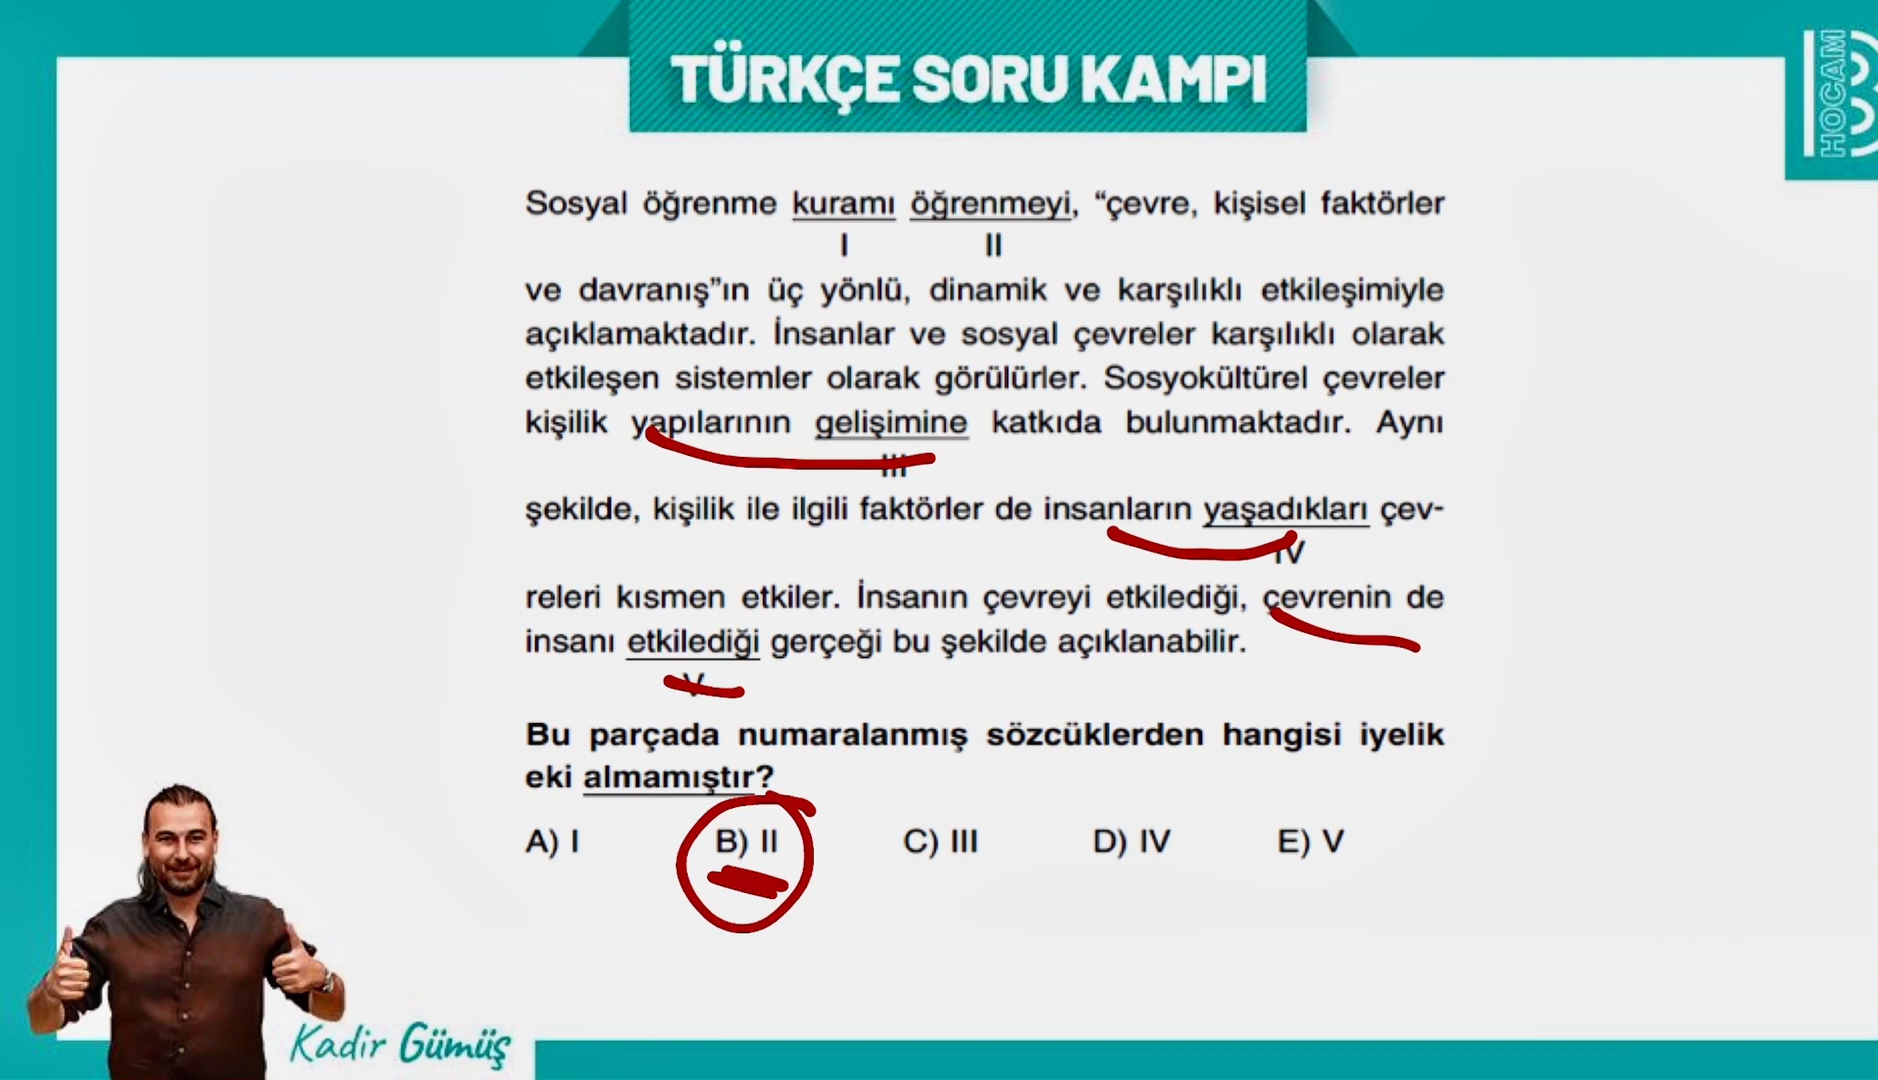 TÜRKÇE SORU KAMPI
HOCAM
Sosyal öğrenme kuramı öğrenmeyi, “çevre, kişisel faktörler
I II
ve davranış”ın üç yönlü, dinamik ve karşılıklı etkileşimiyle
açıklamaktadır. İnsanlar ve sosyal çevreler karşılıklı olarak
etkileşen sistemler olarak görülürler. Sosyokültürel çevreler
kişilik yapılarının gelişimine katkıda bulunmaktadır. Aynı
III
şekilde, kişilik ile ilgili faktörler de insanların yaşadıkları çev-
IV
releri kısmen etkiler. İnsanın çevreyi etkilediği, çevrenin de
insanı etkilediği gerçeği bu şekilde açıklanabilir.
V
Bu parçada numaralanmış sözcüklerden hangisi iyelik
eki almamıştır?
A) I B) II C) III D) IV E) V
Kadir Gümüş